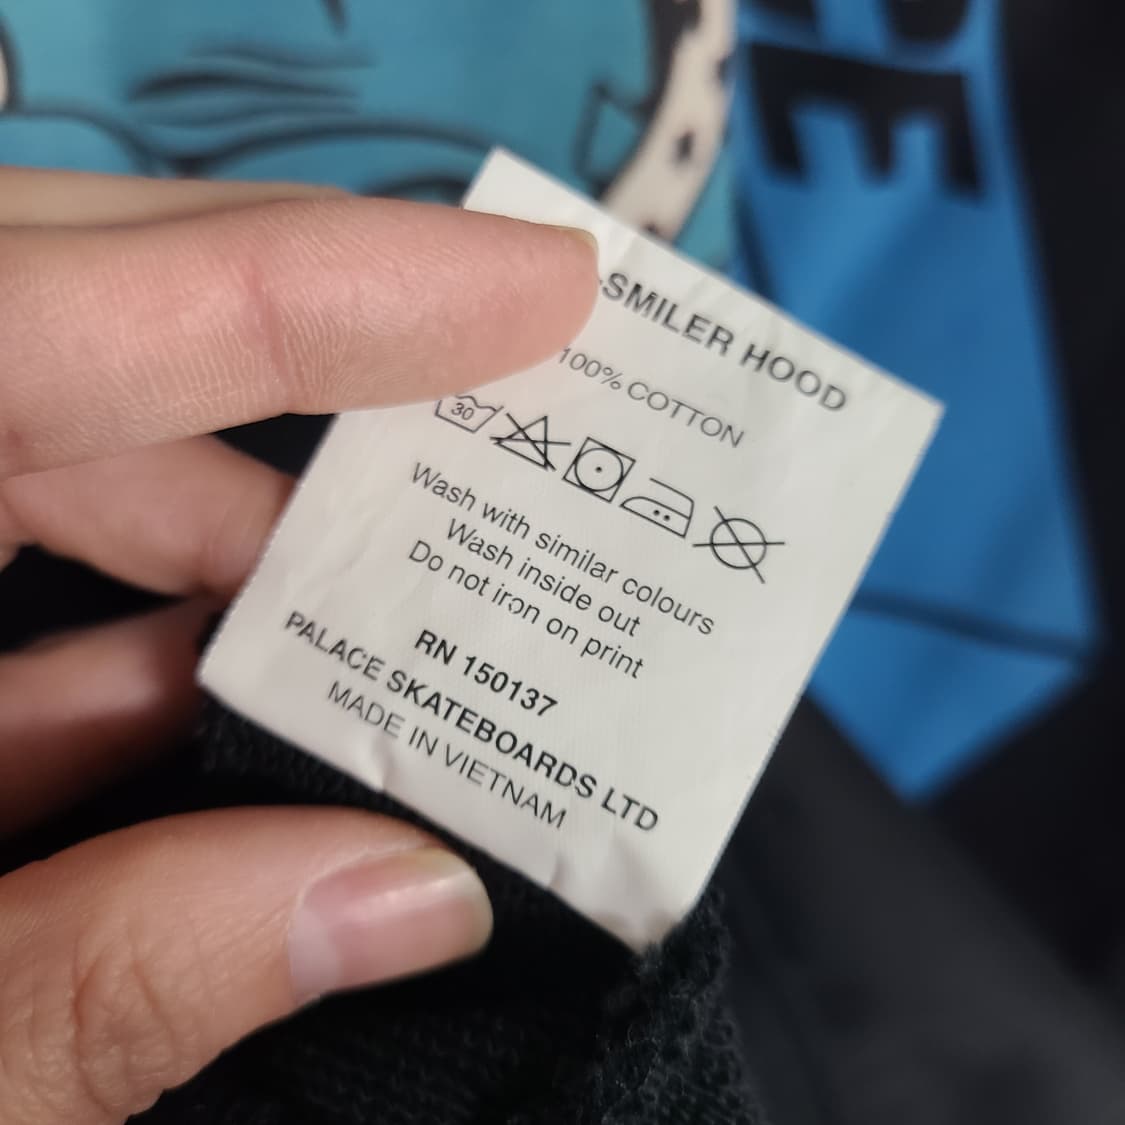 -SMILER HOOD
100% COTTON
30
Wash with similar colours
Wash inside out
Do not iron on print
RN 150137
PALACE SKATEBOARDS LTD
MADE IN VIETNAM